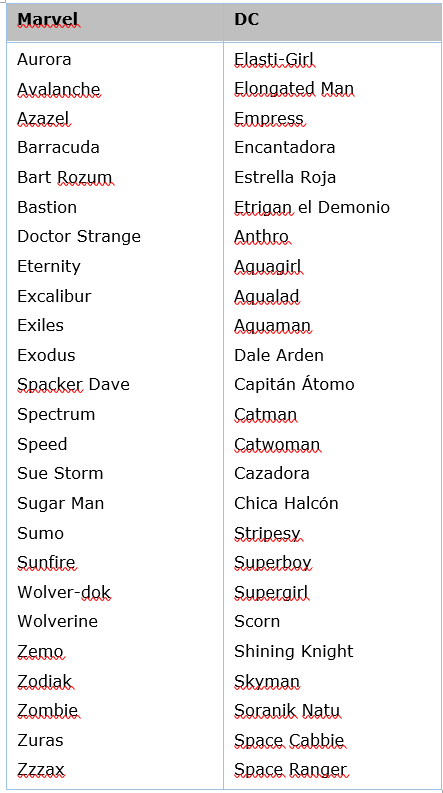 Marvel DC
Aurora Elasti-Girl
Avalanche Elongated Man
Azazel Empress
Barracuda Encantadora
Bart Rozum Estrella Roja
Bastion Etrigan el Demonio
Doctor Strange Anthro
Eternity Aquagirl
Excalibur Aqualad
Exiles Aquaman
Exodus Dale Arden
Spacker Dave Capitán Átomo
Spectrum Catman
Speed Catwoman
Sue Storm Cazadora
Sugar Man Chica Halcón
Sumo Stripesy
Sunfire Superboy
Wolver-dok Supergirl
Wolverine Scorn
Zemo Shining Knight
Zodiak Skyman
Zombie Soranik Natu
Zuras Space Cabbie
Zzzax Space Ranger